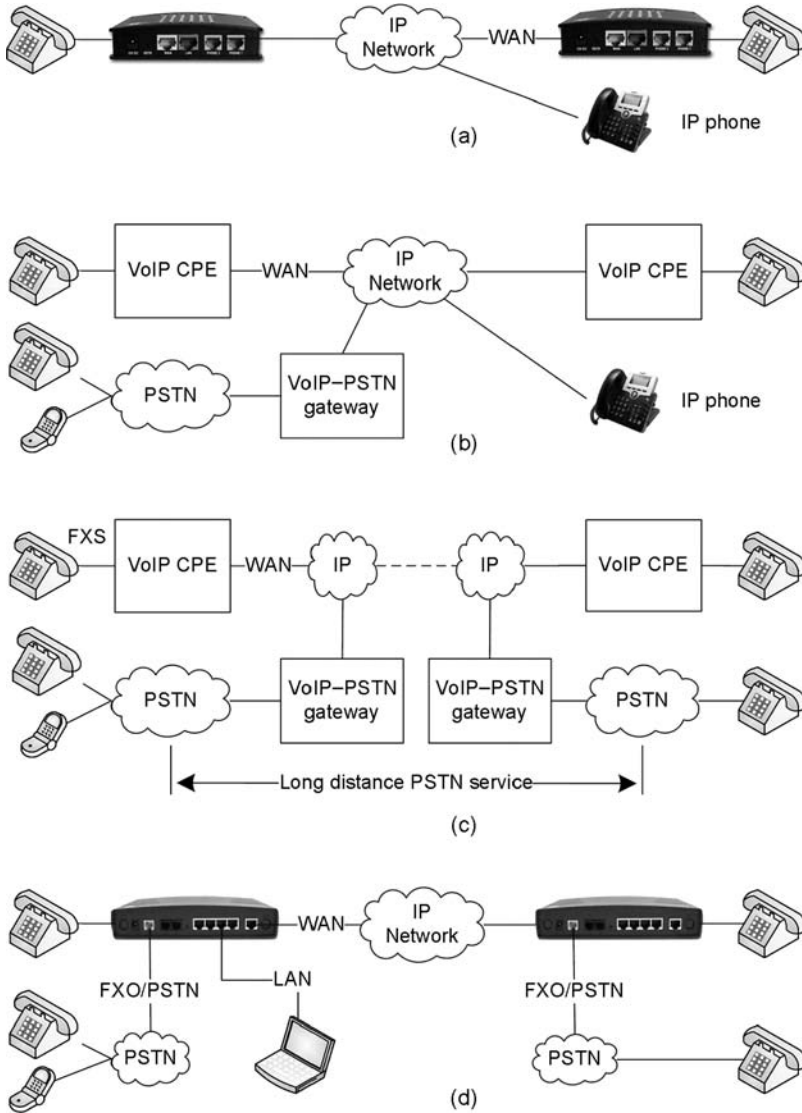 IP
Network
WAN
IP phone
(a)
VoIP CPE
WAN
IP
Network
VoIP CPE
PSTN
VoIP–PSTN
gateway
IP phone
(b)
FXS
VoIP CPE
WAN
IP
IP
VoIP CPE
PSTN
VoIP–PSTN
gateway
VoIP–PSTN
gateway
PSTN
Long distance PSTN service
(c)
WAN
IP
Network
FXO/PSTN
LAN
FXO/PSTN
PSTN
PSTN
(d)